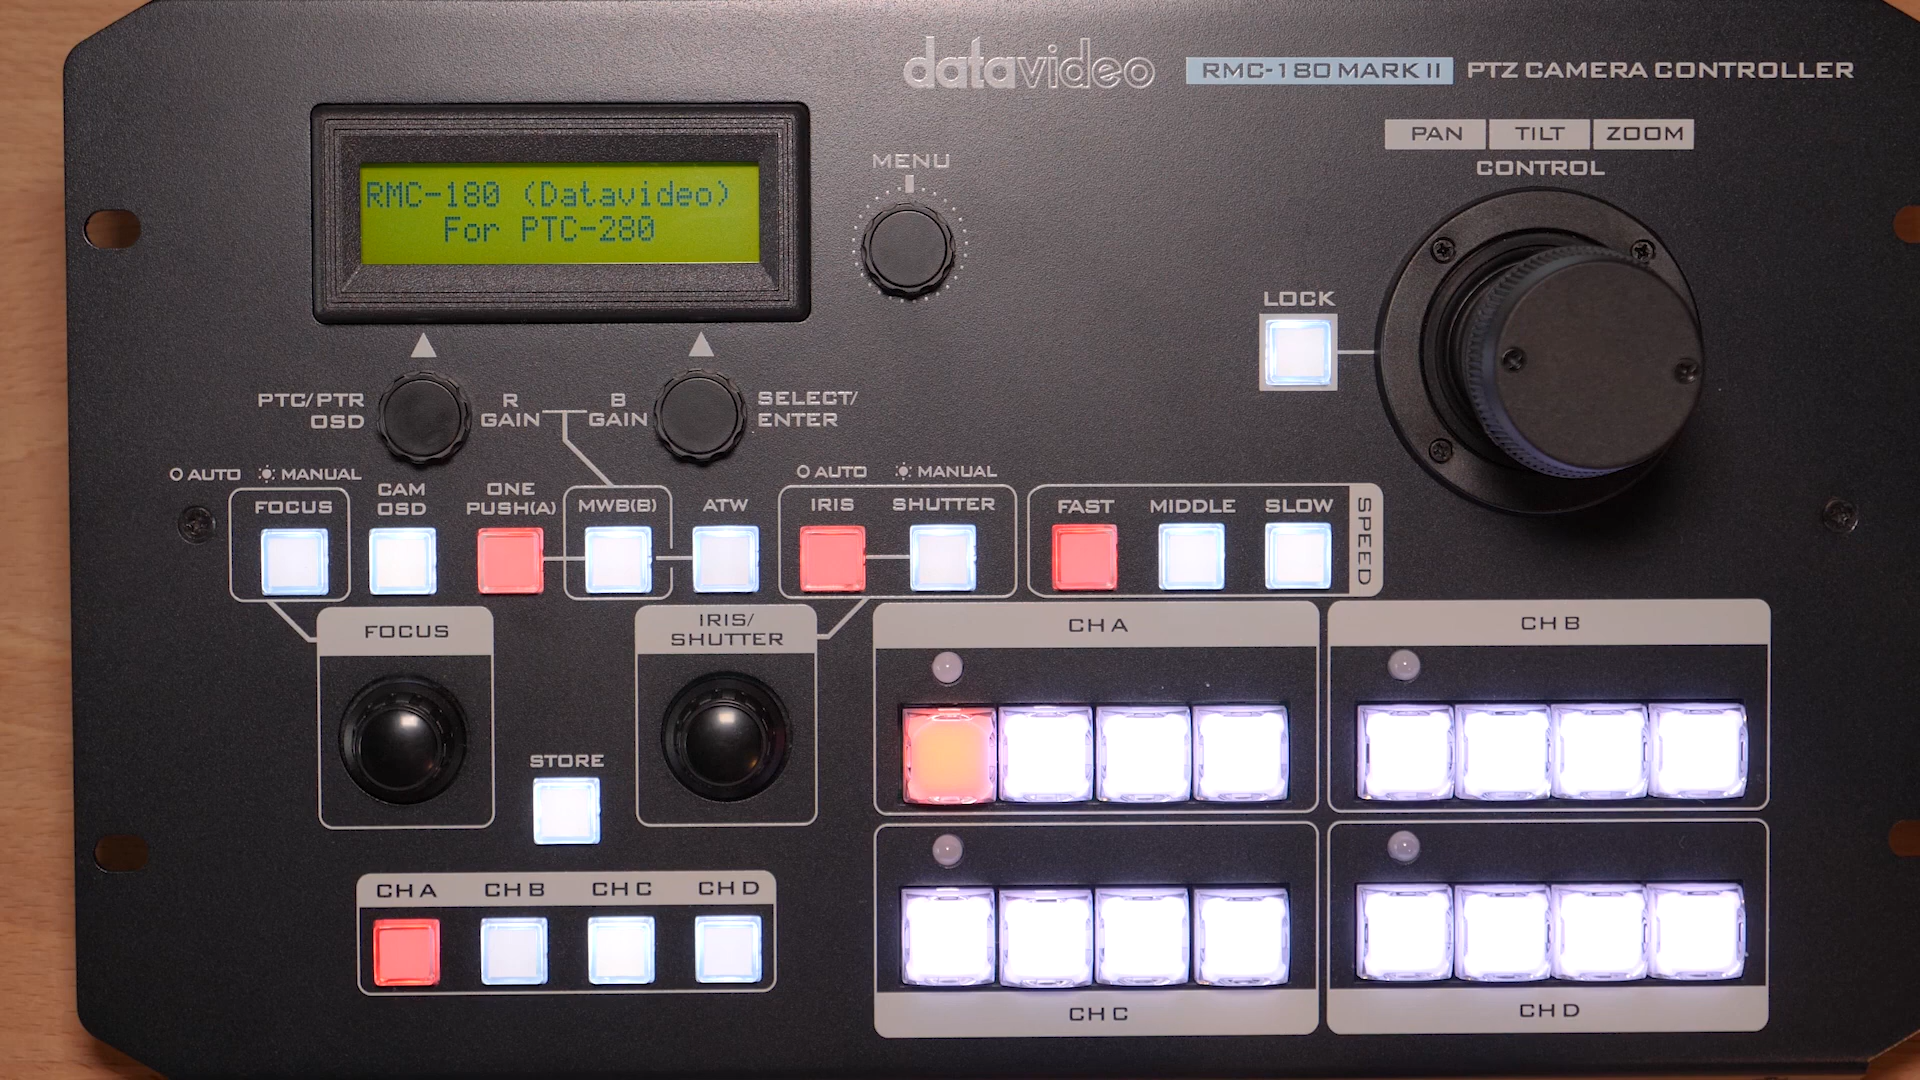 datavideo RMC-180 MARK II PTZ CAMERA CONTROLLER
PAN TILT ZOOM
CONTROL
MENU
RMC-180 (Datavideo)
For PTC-280
LOCK
PTC/PTR
OSD
R
GAIN
B
GAIN
SELECT/
ENTER
AUTO MANUAL
FOCUS
CAM
OSD
ONE
PUSH(A)
MWB(B)
ATW
AUTO MANUAL
IRIS
SHUTTER
FAST
MIDDLE
SLOW
SPEED
FOCUS
IRIS/
SHUTTER
STORE
CH A
CH B
CH C
CH D
CH A
CH B
CH C
CH D